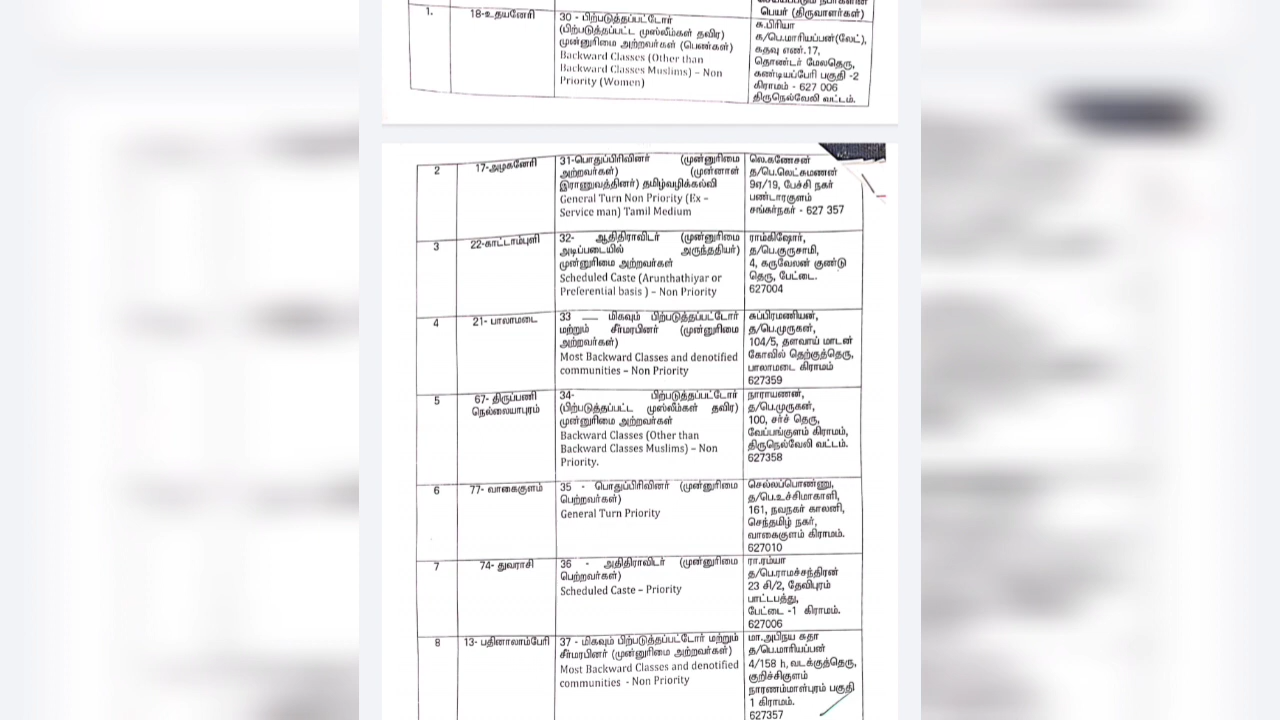 பெயர் (திருவாளர்கள்)
1.
18-உதயனேரி
30 - பிற்படுத்தப்பட்டோர்
(பிற்படுத்தப்பட்ட முஸ்லீம்கள் தவிர)
முன்னுரிமை அற்றவர்கள் (பெண்கள்)
Backward Classes (Other than
Backward Classes Muslims) – Non
Priority (Women)
சு.பிரியா
க/பெ.மாரியப்பன்(லேட்),
கதவு எண்.17,
தொண்டர் மேலதெரு,
கண்டியப்பேரி பகுதி -2
கிராமம் - 627 006
திருநெல்வேலி வட்டம்.
2
17-அழகனேரி
31-பொதுப்பிரிவினர் (முன்னுரிமை
அற்றவர்கள்) (முன்னாள்
இராணுவத்தினர்) தமிழ்வழிக்கல்வி
General Turn Non Priority (Ex –
Service man) Tamil Medium
லெ.கணேசன்
த/பெ.லெட்சுமணன்
9ஏ/19, பேச்சி நகர்
பண்டாரகுளம்
சங்கர்நகர் - 627 357
3
22-காட்டாம்புளி
32- ஆதிதிராவிடர் (முன்னுரிமை
அடிப்படையில் அருந்ததியர்)
முன்னுரிமை அற்றவர்கள்
Scheduled Caste (Arunthathiyar or
Preferential basis ) – Non Priority
ராம்கிஷோர்,
த/பெ.குருசாமி,
4, கருவேலன் குண்டு
தெரு, பேட்டை.
627004
4
21- பாலாமடை
33 ___ மிகவும் பிற்படுத்தப்பட்டோர்
மற்றும் சீர்மரபினர் (முன்னுரிமை
அற்றவர்கள்)
Most Backward Classes and denotified
communities – Non Priority
சுப்பிரமணியன்,
த/பெ.முருகன்,
104/5, தளவாய் மாடன்
கோவில் தெற்குத்தெரு,
பாலாமடை கிராமம்
627359
5
67- திருப்பணி
நெல்லையாபுரம்
34- பிற்படுத்தப்பட்டோர்
(பிற்படுத்தப்பட்ட முஸ்லீம்கள் தவிர)
முன்னுரிமை அற்றவர்கள்
Backward Classes (Other than
Backward Classes Muslims) – Non
Priority.
நாராயணன்,
த/பெ.முருகன்,
100, சர்ச் தெரு,
வேப்பங்குளம் கிராமம்,
திருநெல்வேலி வட்டம்.
627358
6
77- வாகைகுளம்
35 - பொதுப்பிரிவினர் (முன்னுரிமை
பெற்றவர்கள்)
General Turn Priority
செல்லப்பொண்ணு,
த/பெ.உச்சிமாகாளி,
161, நவநகர் காலனி,
செந்தமிழ் நகர்,
வாகைகுளம் கிராமம்.
627010
7
74- துவராசி
36 - அதிதிராவிடர் (முன்னுரிமை
பெற்றவர்கள்)
Scheduled Caste – Priority
ரா.ரம்யா
த/பெ.ராமச்சந்திரன்
23 சி/2, தேவிபுரம்
பாட்டபத்து,
பேட்டை -1 கிராமம்.
627006
8
13- பதினாலாம்பேரி
37 - மிகவும் பிற்படுத்தப்பட்டோர் மற்றும்
சீர்மரபினர் (முன்னுரிமை அற்றவர்கள்)
Most Backward Classes and denotified
communities - Non Priority
மா.அபிநய சுதா
த/பெ.மாரியப்பன்
4/158 h, வடக்குத்தெரு,
குறிச்சிகுளம்
நாரணம்மாள்புரம் பகுதி
1 கிராமம்.
627357